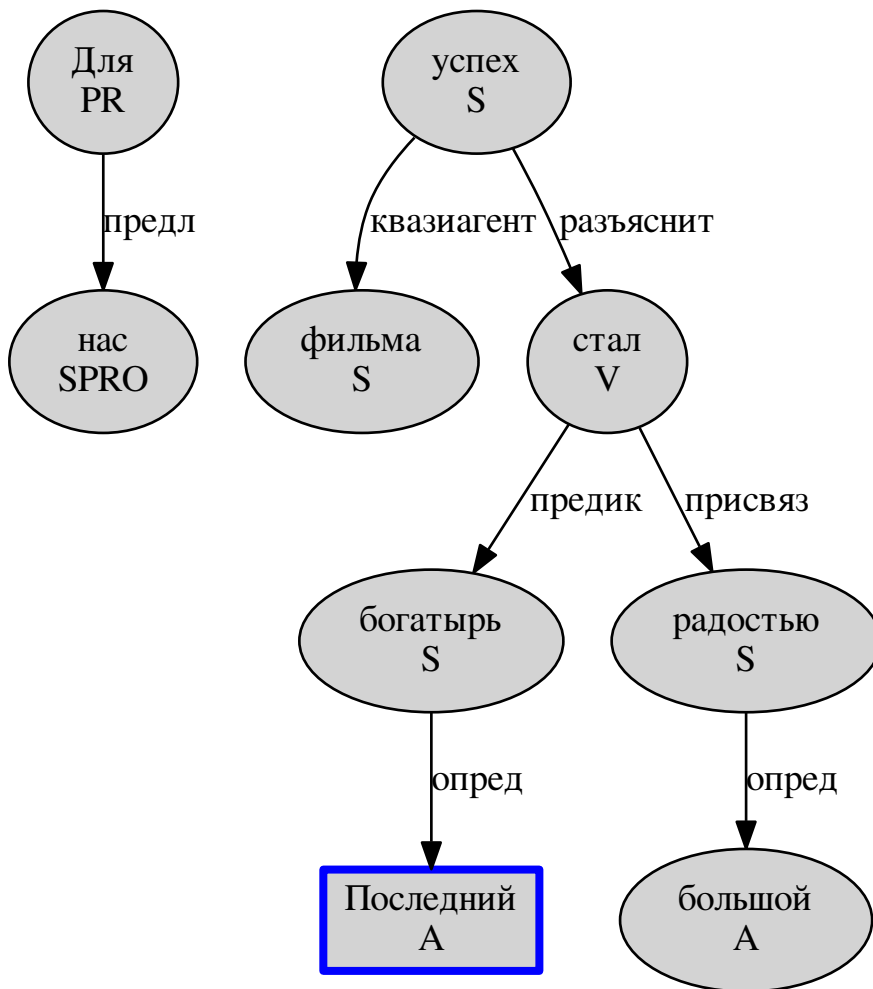 Для
PR
успех
S
предл
квазиагент
разъяснит
нас
SPRO
фильма
S
стал
V
предик
присвяз
богатырь
S
радостью
S
опред
опред
Последний
A
большой
A